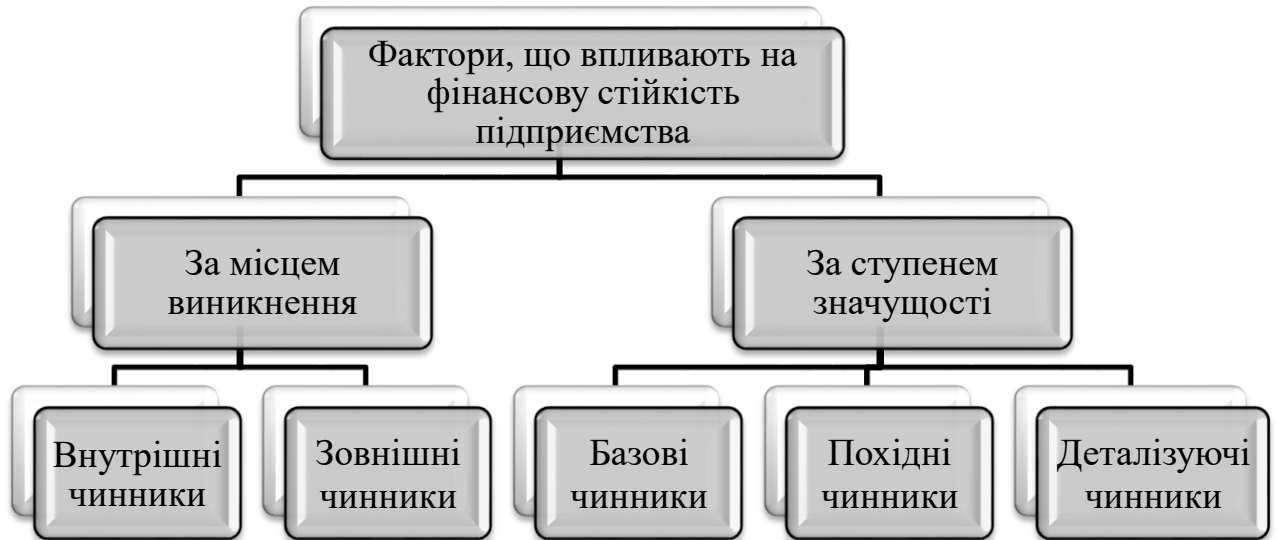 Фактори, що впливають на
фінансову стійкість
підприємства
За місцем
виникнення
За ступенем
значущості
Внутрішні
чинники
Зовнішні
чинники
Базові
чинники
Похідні
чинники
Деталізуючі
чинники